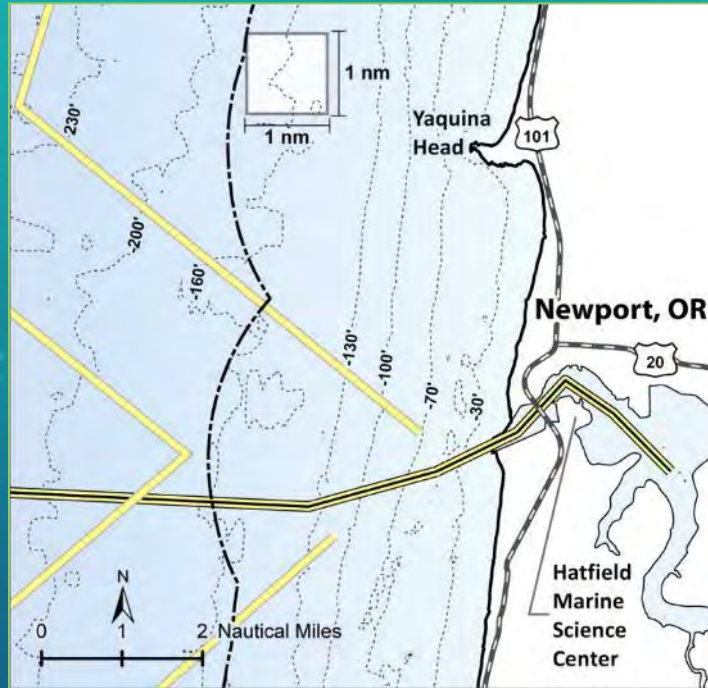 1 nm
1 nm
Yaquina
Head
101
230'
-200'
-160'
-130'
-100'
-70'
-30'
Newport, OR
20
N
0 1 2 Nautical Miles
Hatfield
Marine
Science
Center